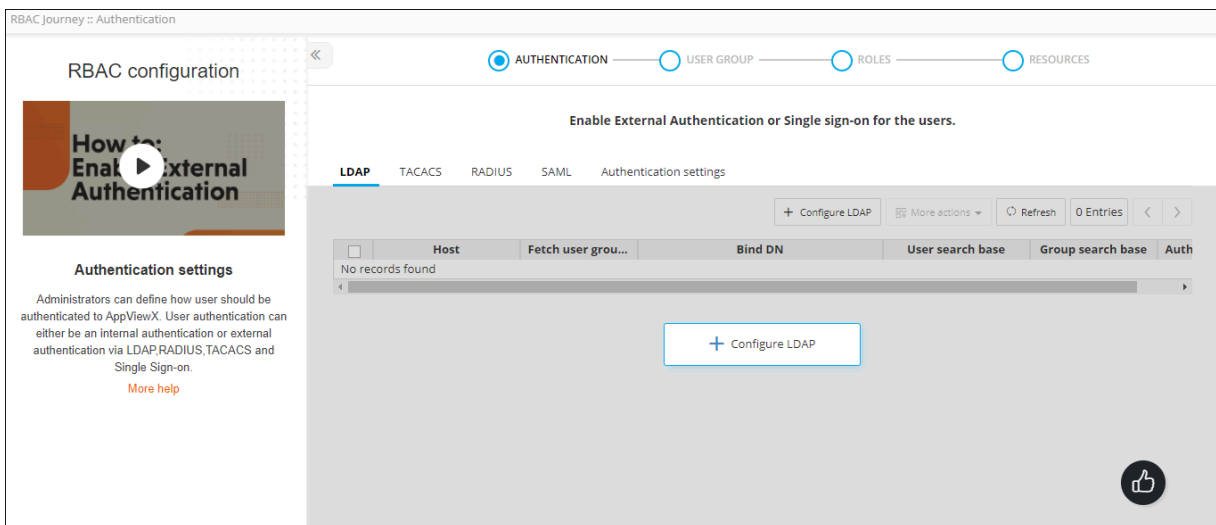 RBAC Journey :: Authentication
RBAC configuration
How to:
Enab External
Authentication
Authentication settings
Administrators can define how user should be
authenticated to AppViewX. User authentication can
either be an internal authentication or external
authentication via LDAP,RADIUS,TACACS and
Single Sign-on.
More help
AUTHENTICATION USER GROUP ROLES RESOURCES
Enable External Authentication or Single sign-on for the users.
LDAP TACACS RADIUS SAML Authentication settings
+ Configure LDAP More actions Refresh 0 Entries < >
Host Fetch user grou... Bind DN User search base Group search base Auth
No records found
+ Configure LDAP